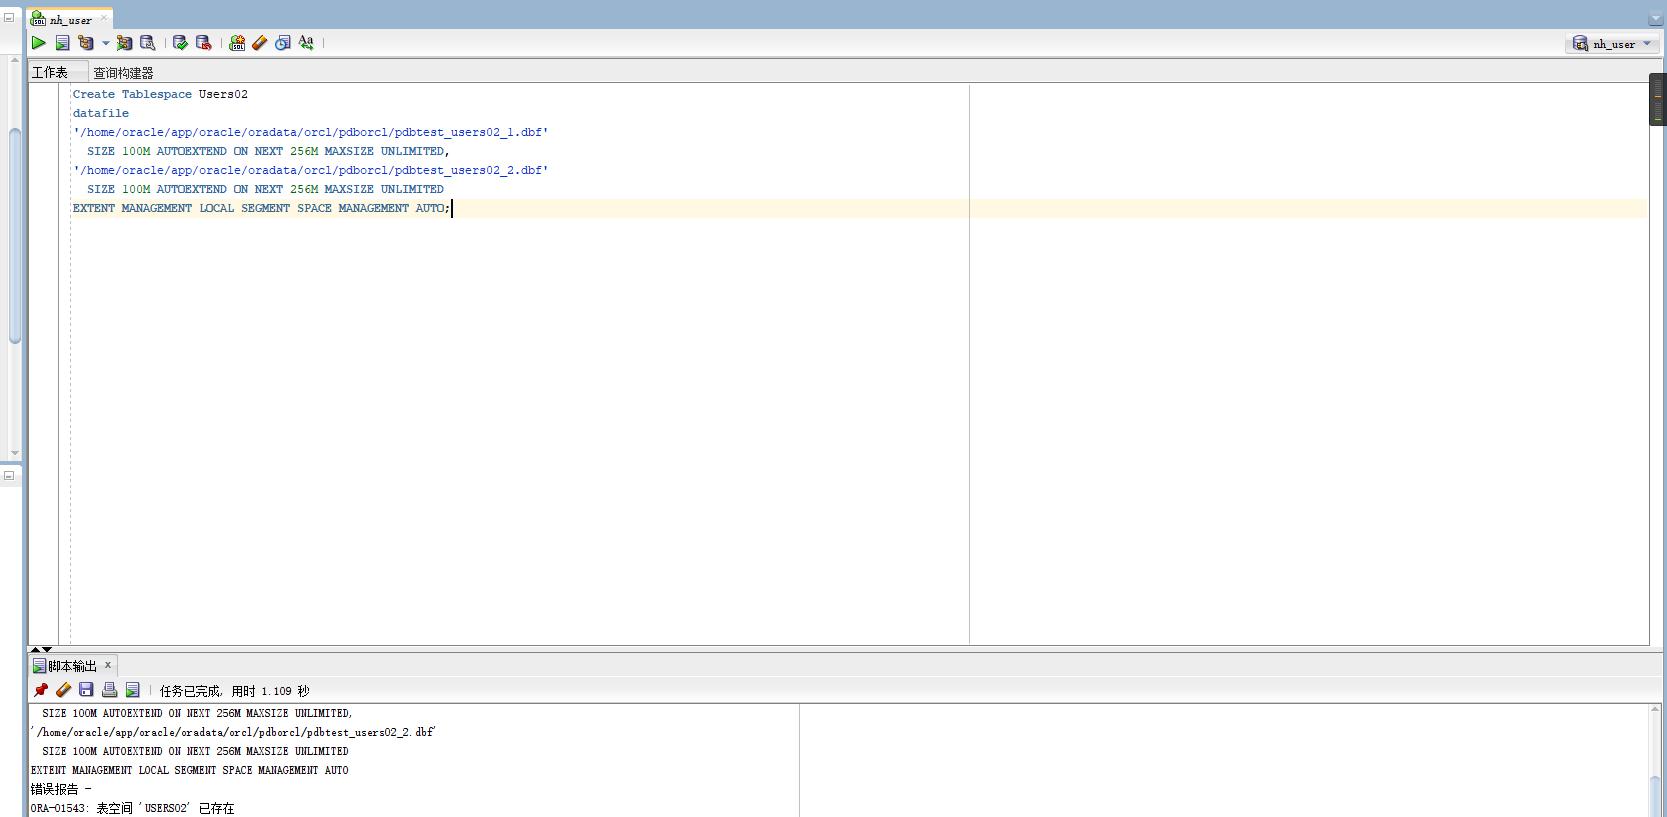 nh_user
nh_user
工作表 查询构建器
Create Tablespace Users02
datafile
'/home/oracle/app/oracle/oradata/orcl/pdborcl/pdbtest_users02_1.dbf'
SIZE 100M AUTOEXTEND ON NEXT 256M MAXSIZE UNLIMITED,
'/home/oracle/app/oracle/oradata/orcl/pdborcl/pdbtest_users02_2.dbf'
SIZE 100M AUTOEXTEND ON NEXT 256M MAXSIZE UNLIMITED
EXTENT MANAGEMENT LOCAL SEGMENT SPACE MANAGEMENT AUTO;
脚本输出 x
任务已完成, 用时 1.109 秒
SIZE 100M AUTOEXTEND ON NEXT 256M MAXSIZE UNLIMITED,
'/home/oracle/app/oracle/oradata/orcl/pdborcl/pdbtest_users02_2.dbf'
SIZE 100M AUTOEXTEND ON NEXT 256M MAXSIZE UNLIMITED
EXTENT MANAGEMENT LOCAL SEGMENT SPACE MANAGEMENT AUTO
错误报告 -
ORA-01543: 表空间 'USERS02' 已存在